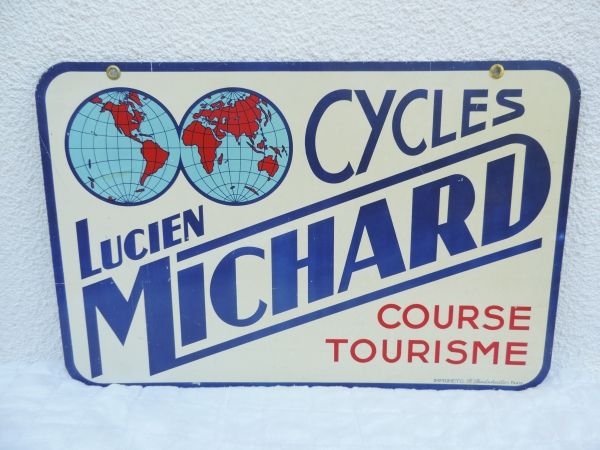 CYCLES
LUCIEN
MICHARD
COURSE
TOURISME